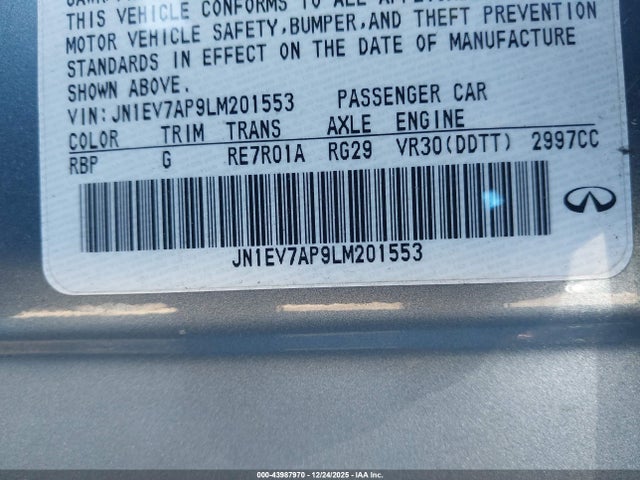 THIS VEHICLE CONFORMS TO ALL
MOTOR VEHICLE SAFETY,BUMPER,AND THEFT PREVENTION
STANDARDS IN EFFECT ON THE DATE OF MANUFACTURE
SHOWN ABOVE.
VIN:JN1EV7AP9LM201553 PASSENGER CAR
COLOR TRIM TRANS AXLE ENGINE
RBP G RE7R01A RG29 VR30(DDTT) 2997CC
JN1EV7AP9LM201553
000-43987970 - 12/24/2025 - IAA Inc.